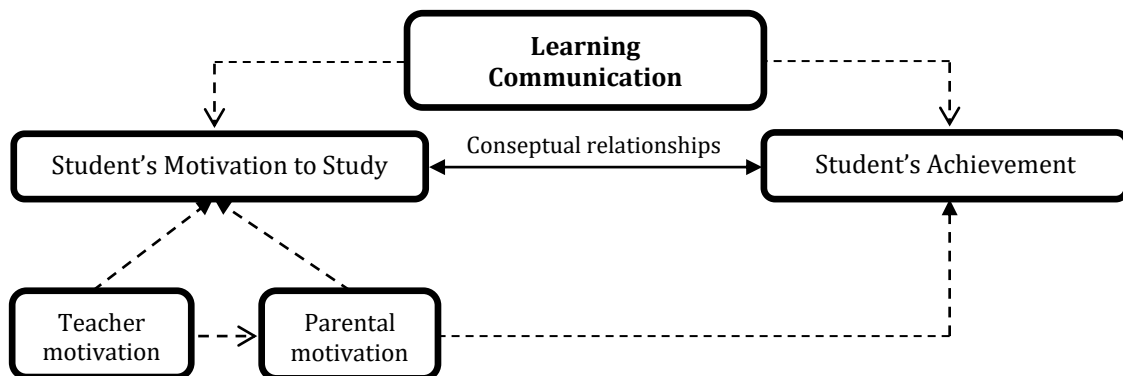 Learning
Communication
Conseptual relationships
Student’s Motivation to Study
Student’s Achievement
Teacher
motivation
Parental
motivation